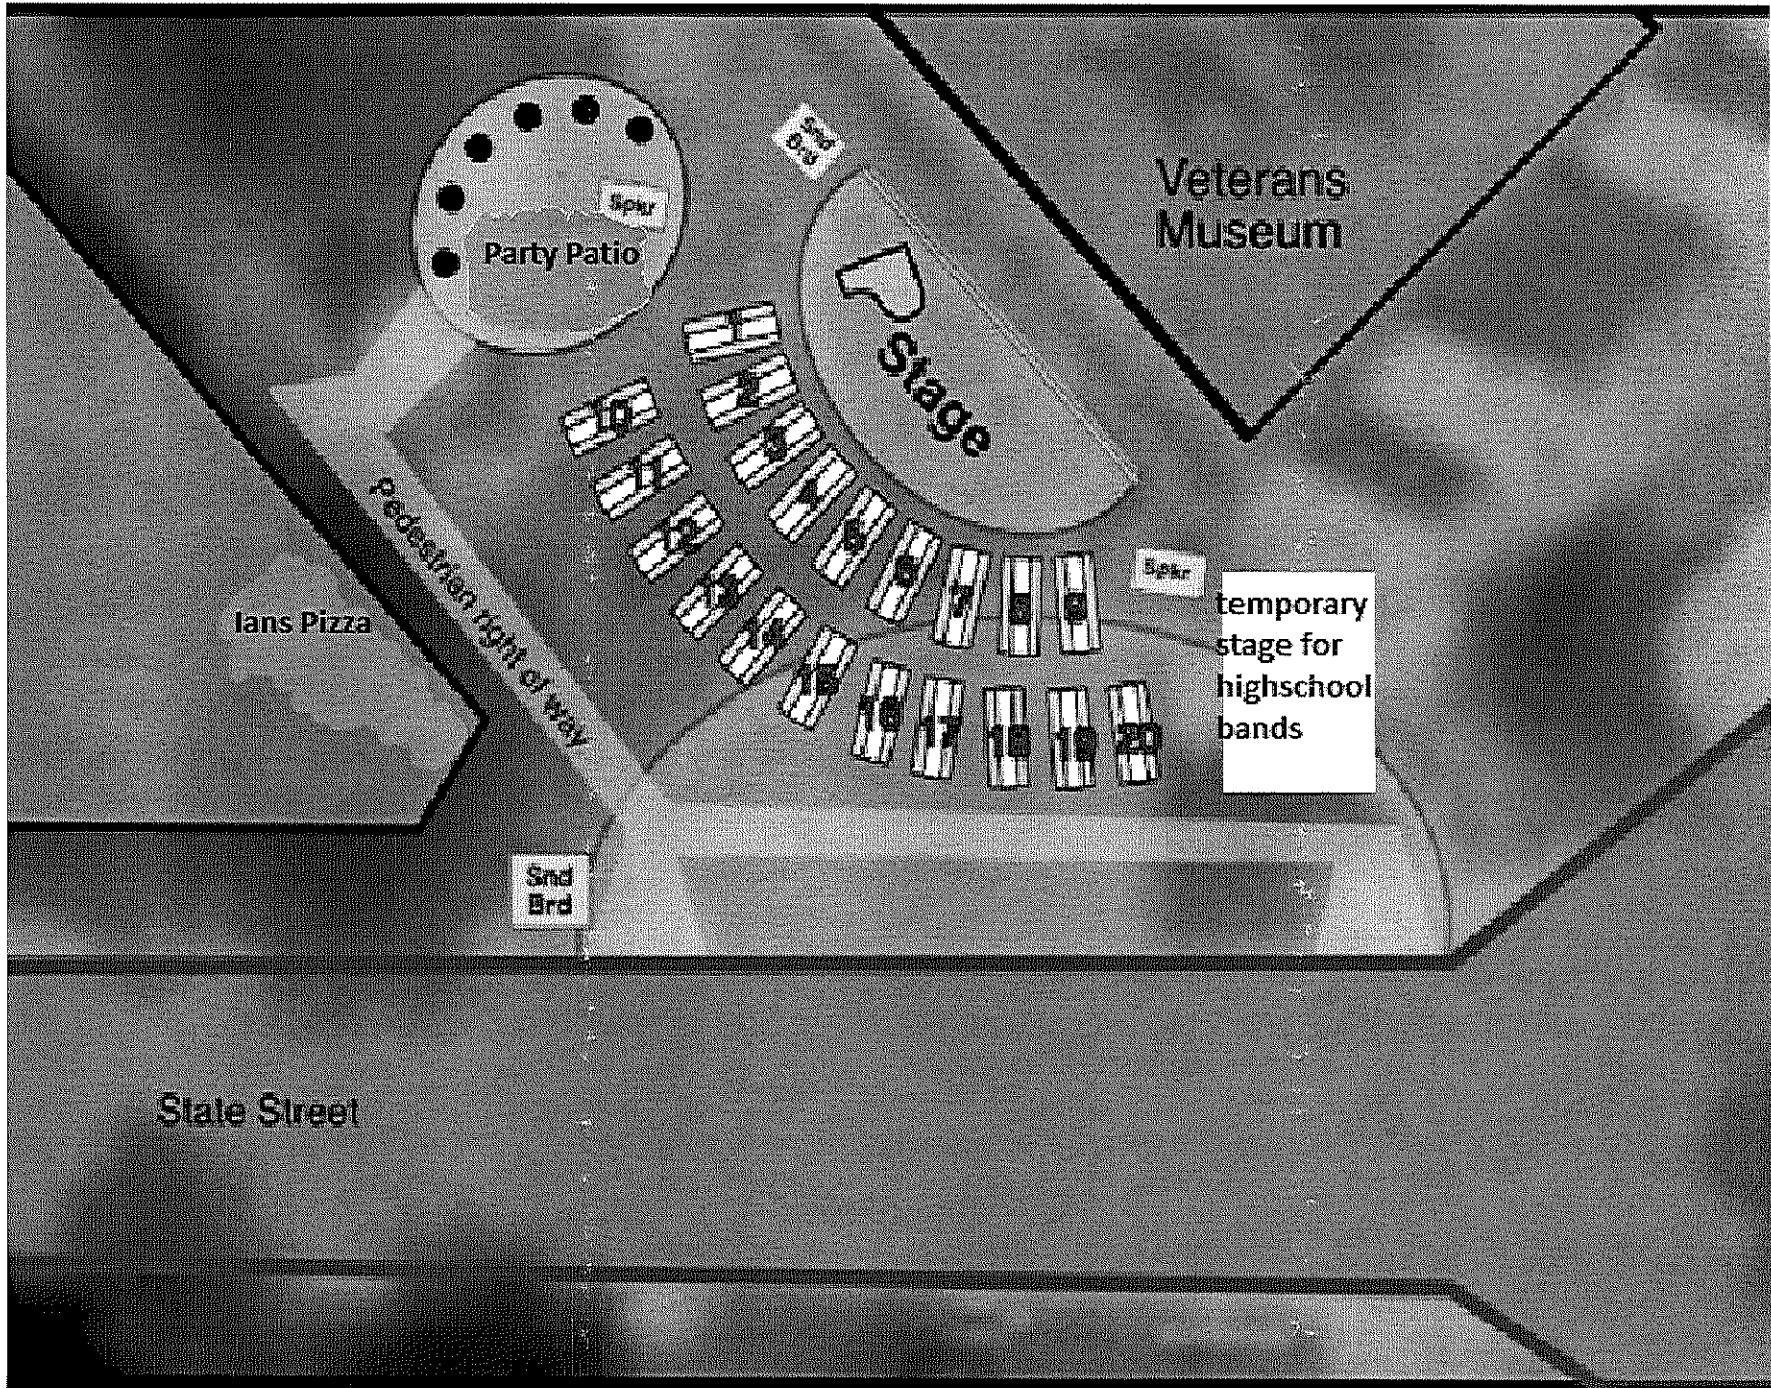 Spkr
Party Patio
Veterans
Museum
Stage
1
2
3
4
5
6
7
8
9
10
11
12
13
14
15
16
17
18
19
20
Spkr
temporary
stage for
highschool
bands
Pedestrian right of way
Ians Pizza
Snd
Brd
State Street